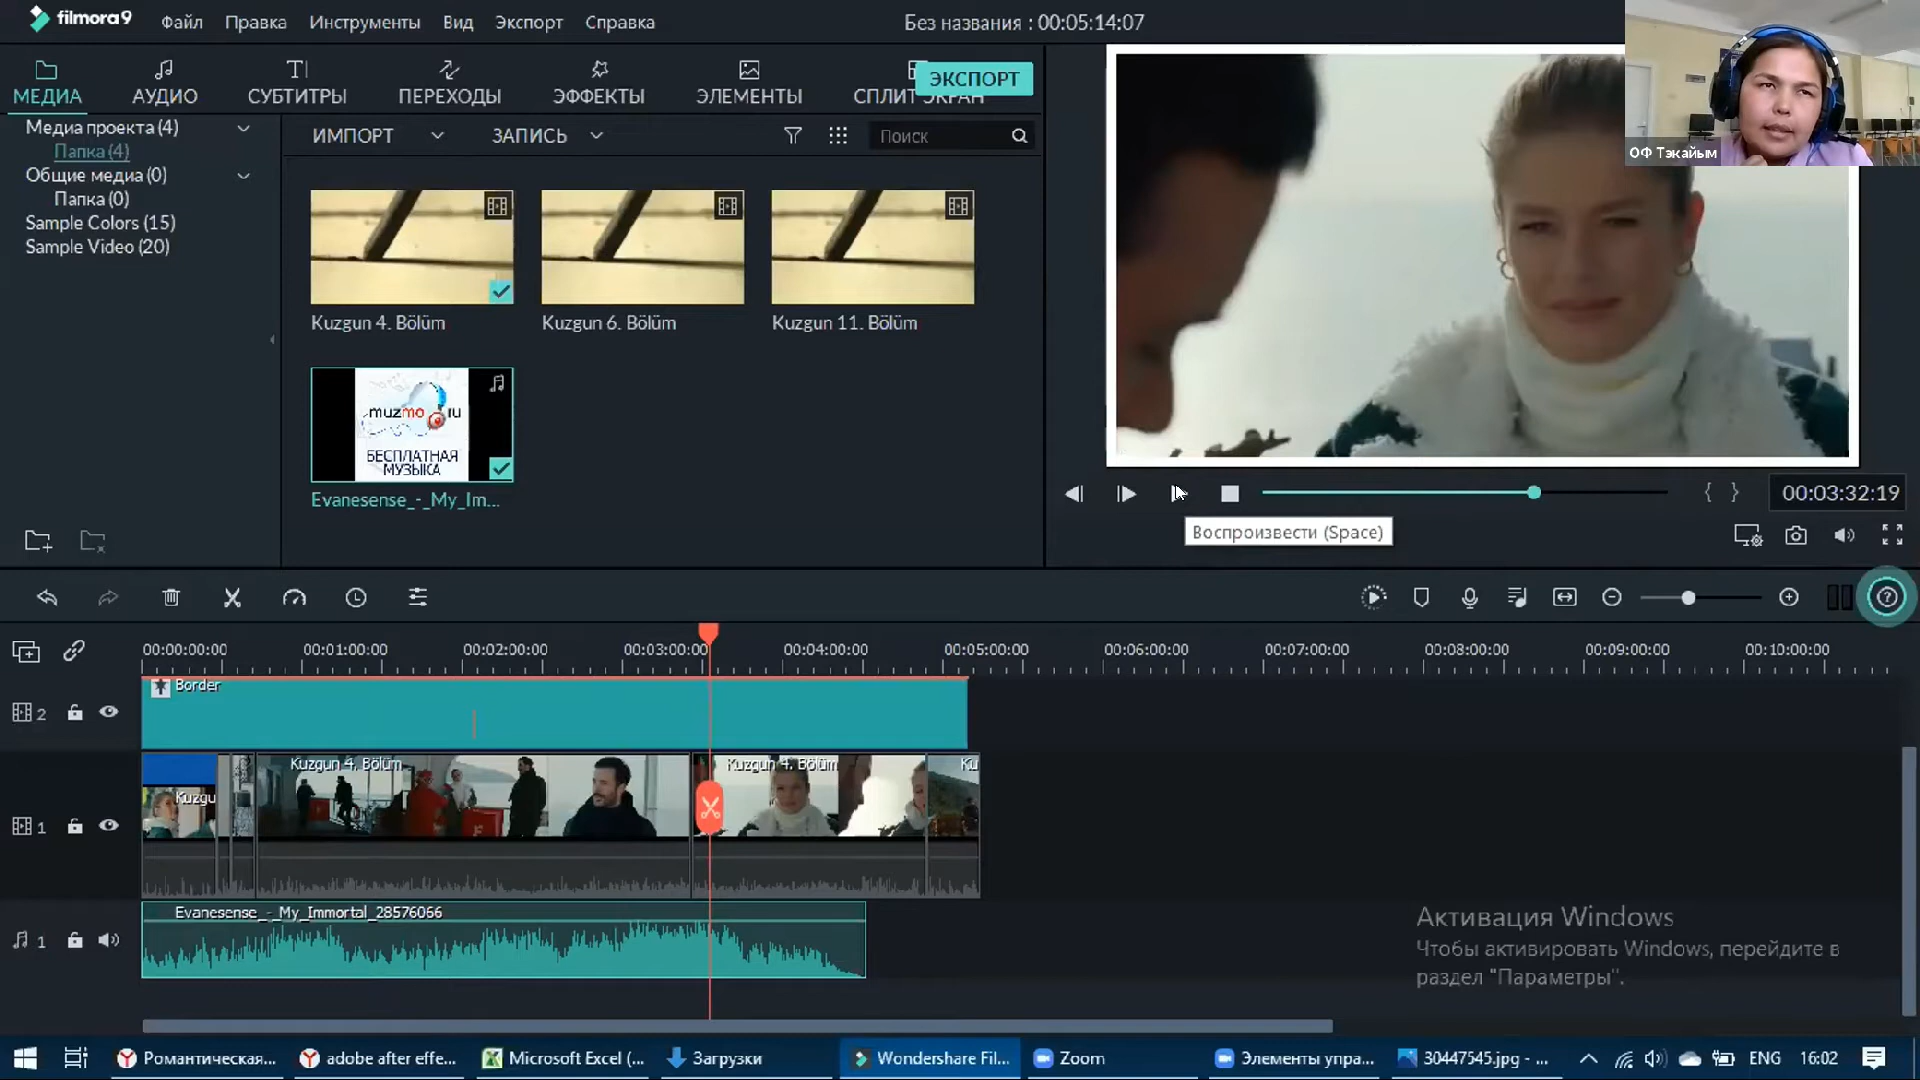 filmora9
Файл Правка Инструменты Вид Экспорт Справка
Без названия : 00:05:14:07
МЕДИА АУДИО СУБТИТРЫ ПЕРЕХОДЫ ЭФФЕКТЫ ЭЛЕМЕНТЫ СПЛИТ ЭКРАН
ЭКСПОРТ
ОФ Тэкайым
Медиа проекта (4)
Папка (4)
Общие медиа (0)
Папка (0)
Sample Colors (15)
Sample Video (20)
ИМПОРТ ЗАПИСЬ Поиск
Kuzgun 4. Bölüm Kuzgun 6. Bölüm Kuzgun 11. Bölüm
muzmo.ru
БЕСПЛАТНАЯ
МУЗЫКА
Evanesense_-_My_Im...
00:03:32:19
Воспроизвести (Space)
00:00:00:00 00:01:00:00 00:02:00:00 00:03:00:00 00:04:00:00 00:05:00:00 00:06:00:00 00:07:00:00 00:08:00:00 00:09:00:00 00:10:00:00
Border
2
Kuzgun 4. Bölüm Kuzgun 4. Bölüm Ku
Kuzgu
1
Evanesense_-_My_Immortal_28576066
1
Активация Windows
Чтобы активировать Windows, перейдите в
раздел "Параметры".
Романтическая... adobe after effe... Microsoft Excel (... Загрузки Wondershare Fil... Zoom Элементы упра... 30447545.jpg - ... ENG 16:02